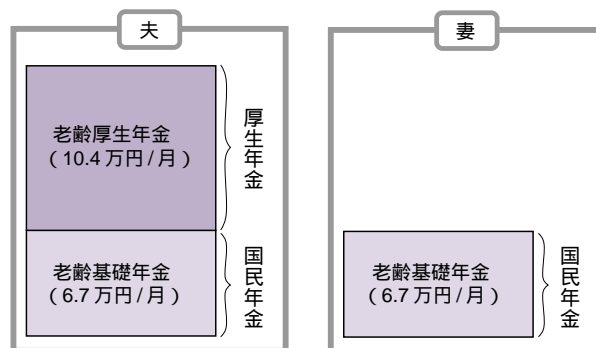 夫
老齢厚生年金
（10.4万円/月）
厚生年金
老齢基礎年金
（6.7万円/月）
国民年金
妻
老齢基礎年金
（6.7万円/月）
国民年金